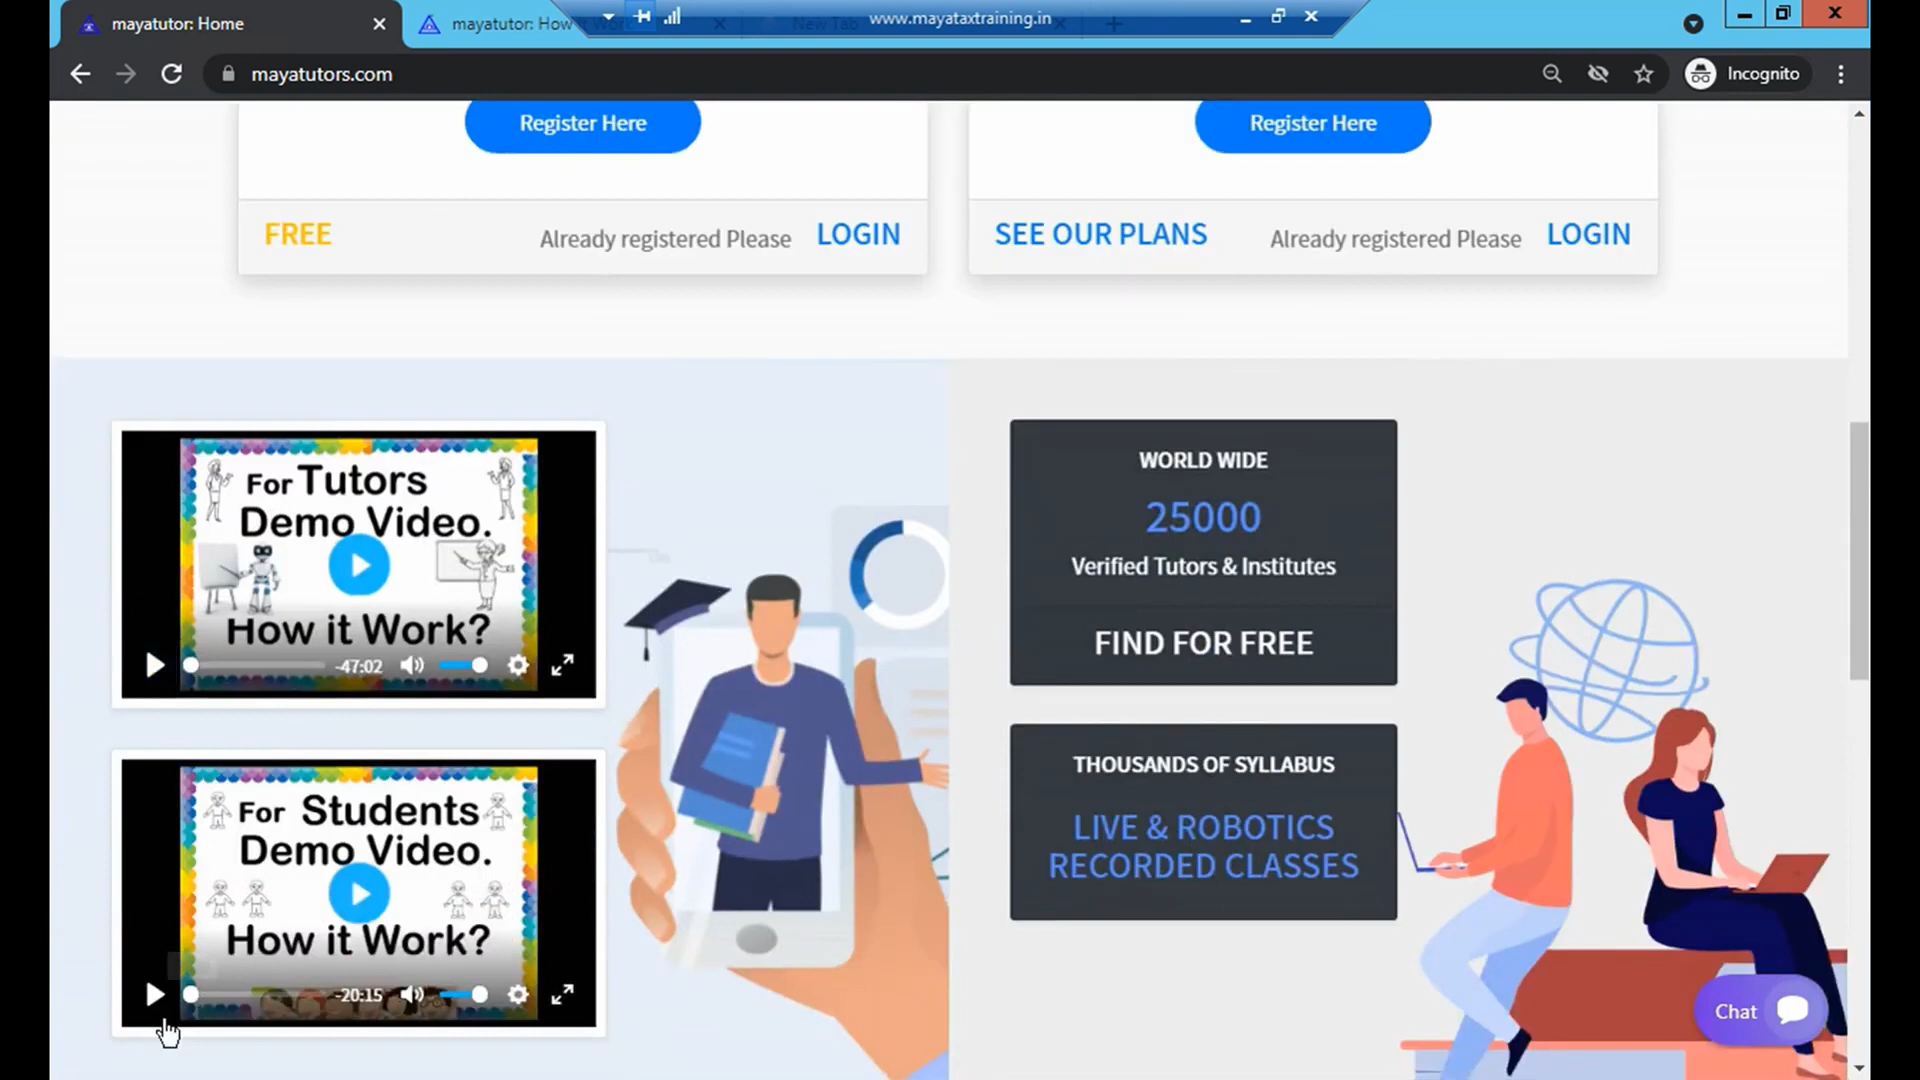 mayatutor: Home
mayatutor: How
New Tab
www.mayataxtraining.in
mayatutors.com
Incognito
Register Here
Register Here
FREE
Already registered Please
LOGIN
SEE OUR PLANS
Already registered Please
LOGIN
For Tutors
Demo Video.
How it Work?
-47:02
For Students
Demo Video.
How it Work?
-20:15
WORLD WIDE
25000
Verified Tutors & Institutes
FIND FOR FREE
THOUSANDS OF SYLLABUS
LIVE & ROBOTICS
RECORDED CLASSES
Chat